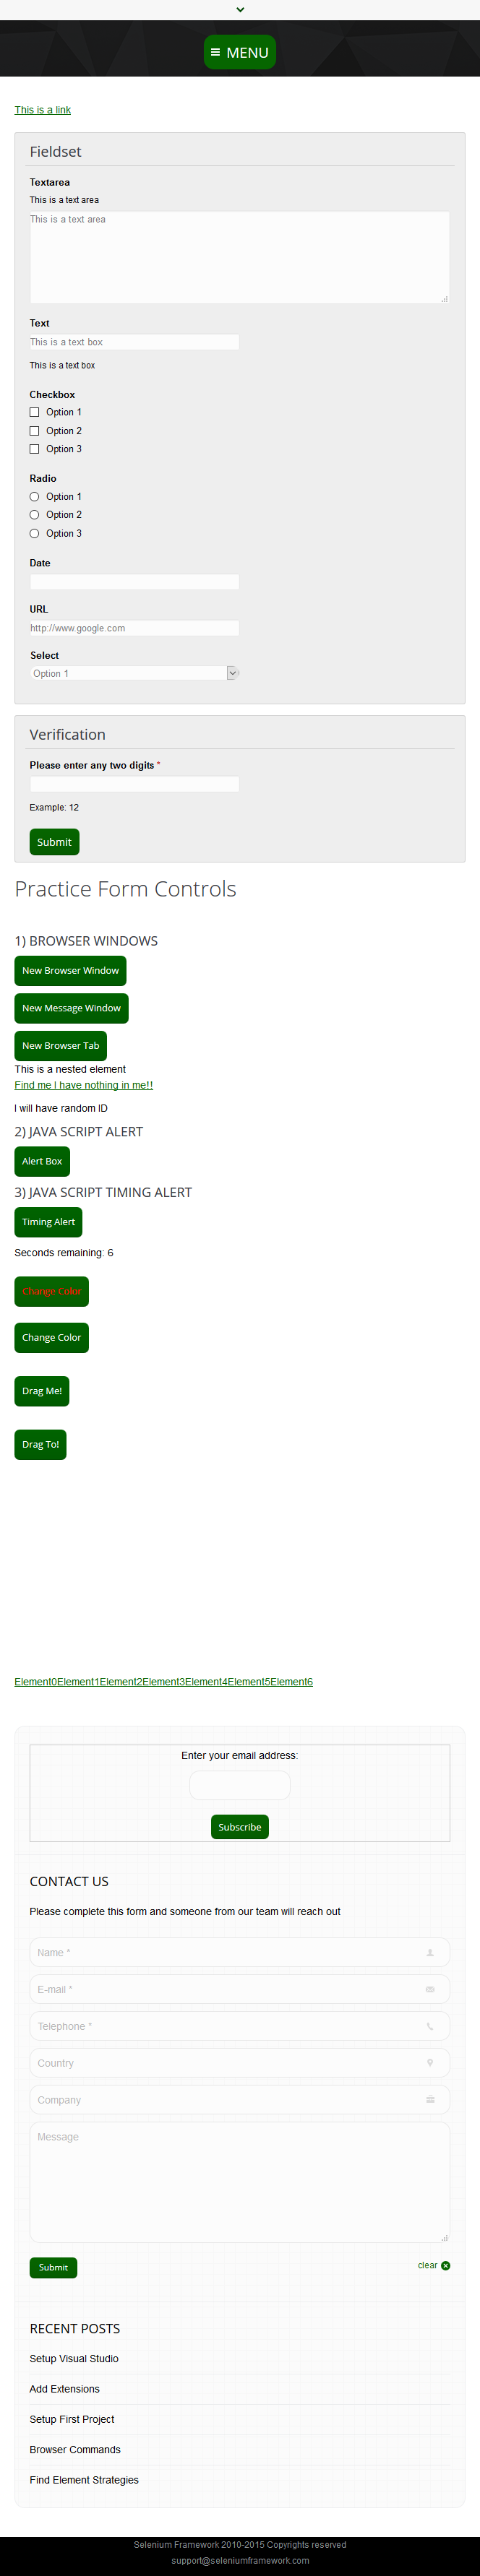 MENU
This is a link
Fieldset
Textarea
This is a text area
This is a text area
Text
This is a text box
This is a text box
Checkbox
Option 1
Option 2
Option 3
Radio
Option 1
Option 2
Option 3
Date
URL
http://www.google.com
Select
Option 1
Verification
Please enter any two digits *
Example: 12
Submit
Practice Form Controls
1) BROWSER WINDOWS
New Browser Window
New Message Window
New Browser Tab
This is a nested element
Find me I have nothing in me!!
I will have random ID
2) JAVA SCRIPT ALERT
Alert Box
3) JAVA SCRIPT TIMING ALERT
Timing Alert
Seconds remaining: 6
Change Color
Change Color
Drag Me!
Drag To!
Element0Element1Element2Element3Element4Element5Element6
Enter your email address:
Subscribe
CONTACT US
Please complete this form and someone from our team will reach out
Name *
E-mail *
Telephone *
Country
Company
Message
Submit clear
RECENT POSTS
Setup Visual Studio
Add Extensions
Setup First Project
Browser Commands
Find Element Strategies
Selenium Framework 2010-2015 Copyrights reserved
support@seleniumframework.com